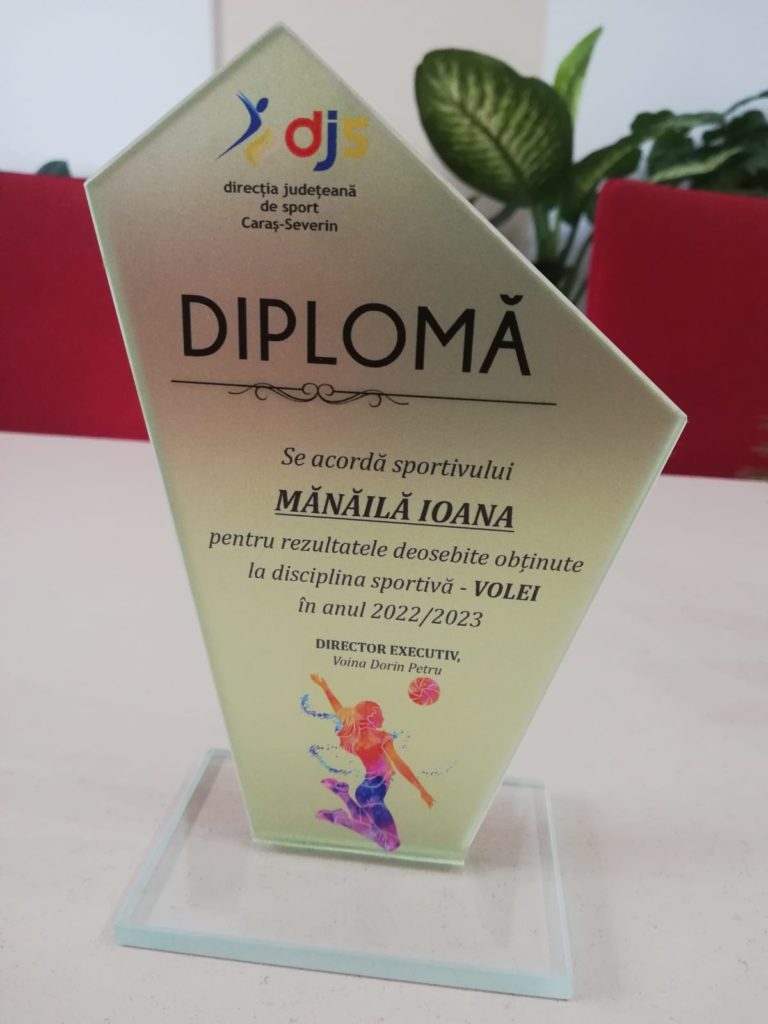 djs
direcția județeană
de sport
Caraș-Severin
DIPLOMĂ
Se acordă sportivului
MĂNĂILĂ IOANA
pentru rezultatele deosebite obținute
la disciplina sportivă - VOLEI
în anul 2022/2023
DIRECTOR EXECUTIV,
Voina Dorin Petru